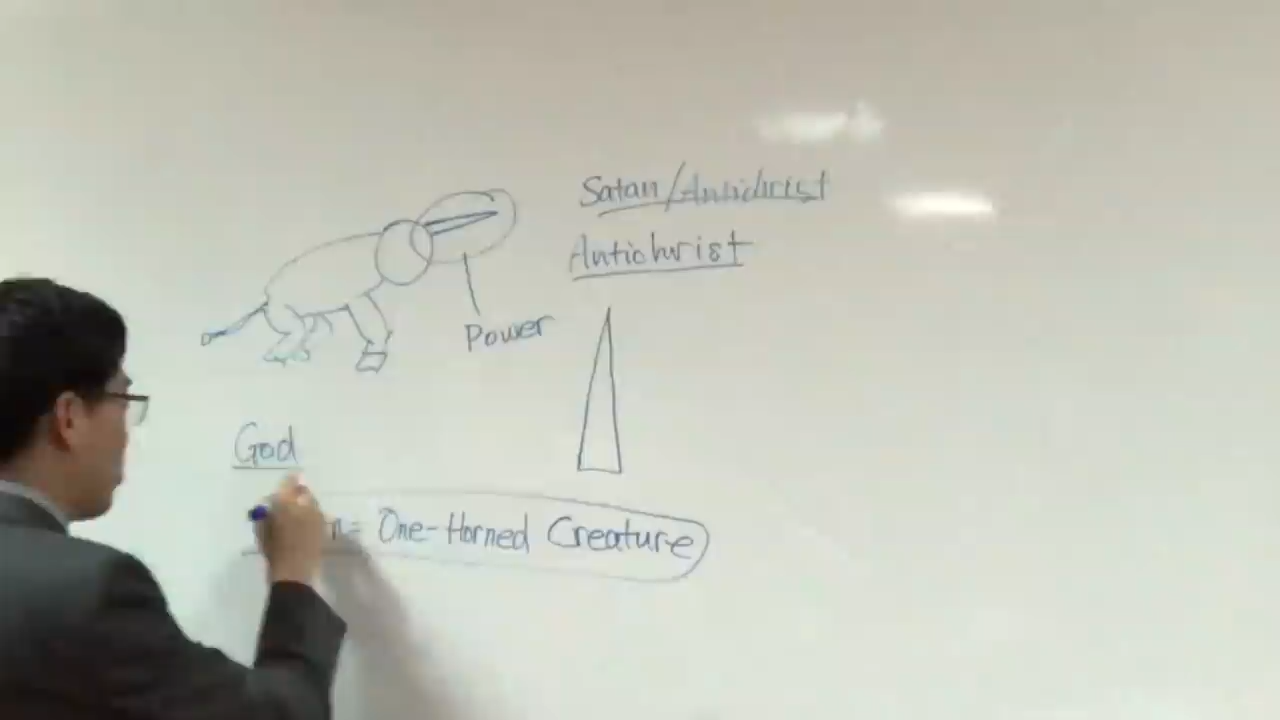 Satan/Antichrist
Antichrist
Power
God
= One-Horned Creature